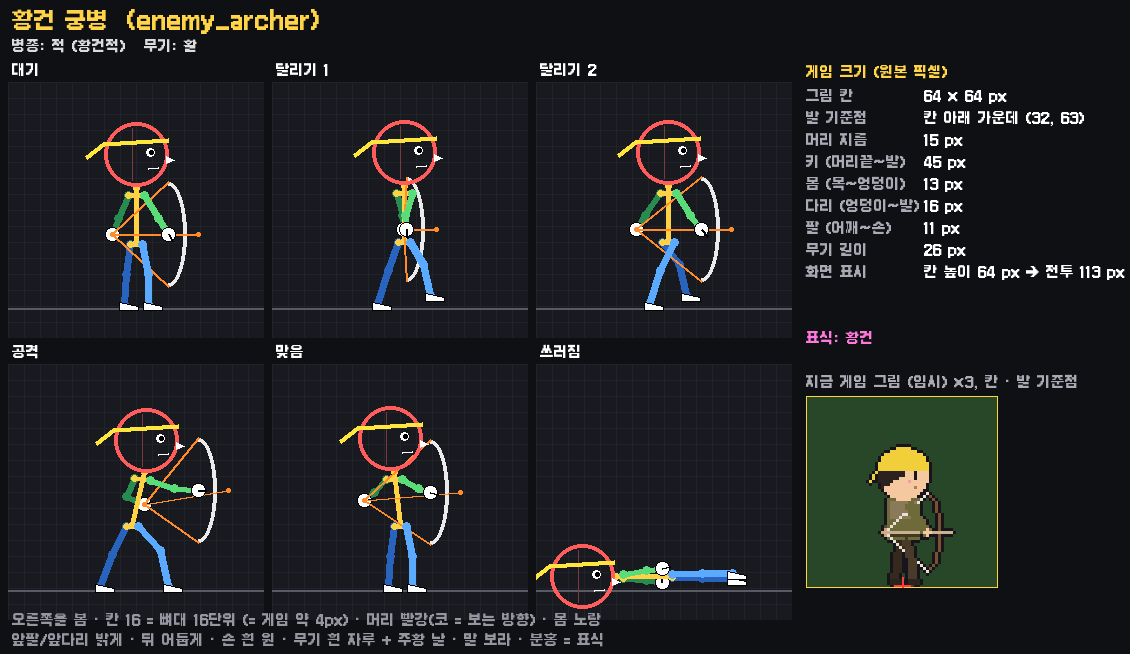 황건 궁병 (enemy_archer)
병종: 적 (황건적) 무기: 활
대기
달리기 1
달리기 2
공격
맞음
쓰러짐
게임 크기 (원본 픽셀)
그림 칸 64 × 64 px
발 기준점 칸 아래 가운데 (32, 63)
머리 지름 15 px
키 (머리끝~발) 45 px
몸 (목~엉덩이) 13 px
다리 (엉덩이~발) 16 px
팔 (어깨~손) 11 px
무기 길이 26 px
화면 표시 칸 높이 64 px → 전투 113 px
표식: 황건
지금 게임 그림 (임시) ×3, 칸 · 발 기준점
오른쪽을 봄 · 칸 16 = 뼈대 16단위 (= 게임 약 4px) · 머리 빨강(코 = 보는 방향) · 몸 노랑
앞팔/앞다리 밝게 · 뒤 어둡게 · 손 흰 원 · 무기 흰 자루 + 주황 날 · 말 보라 · 분홍 = 표식